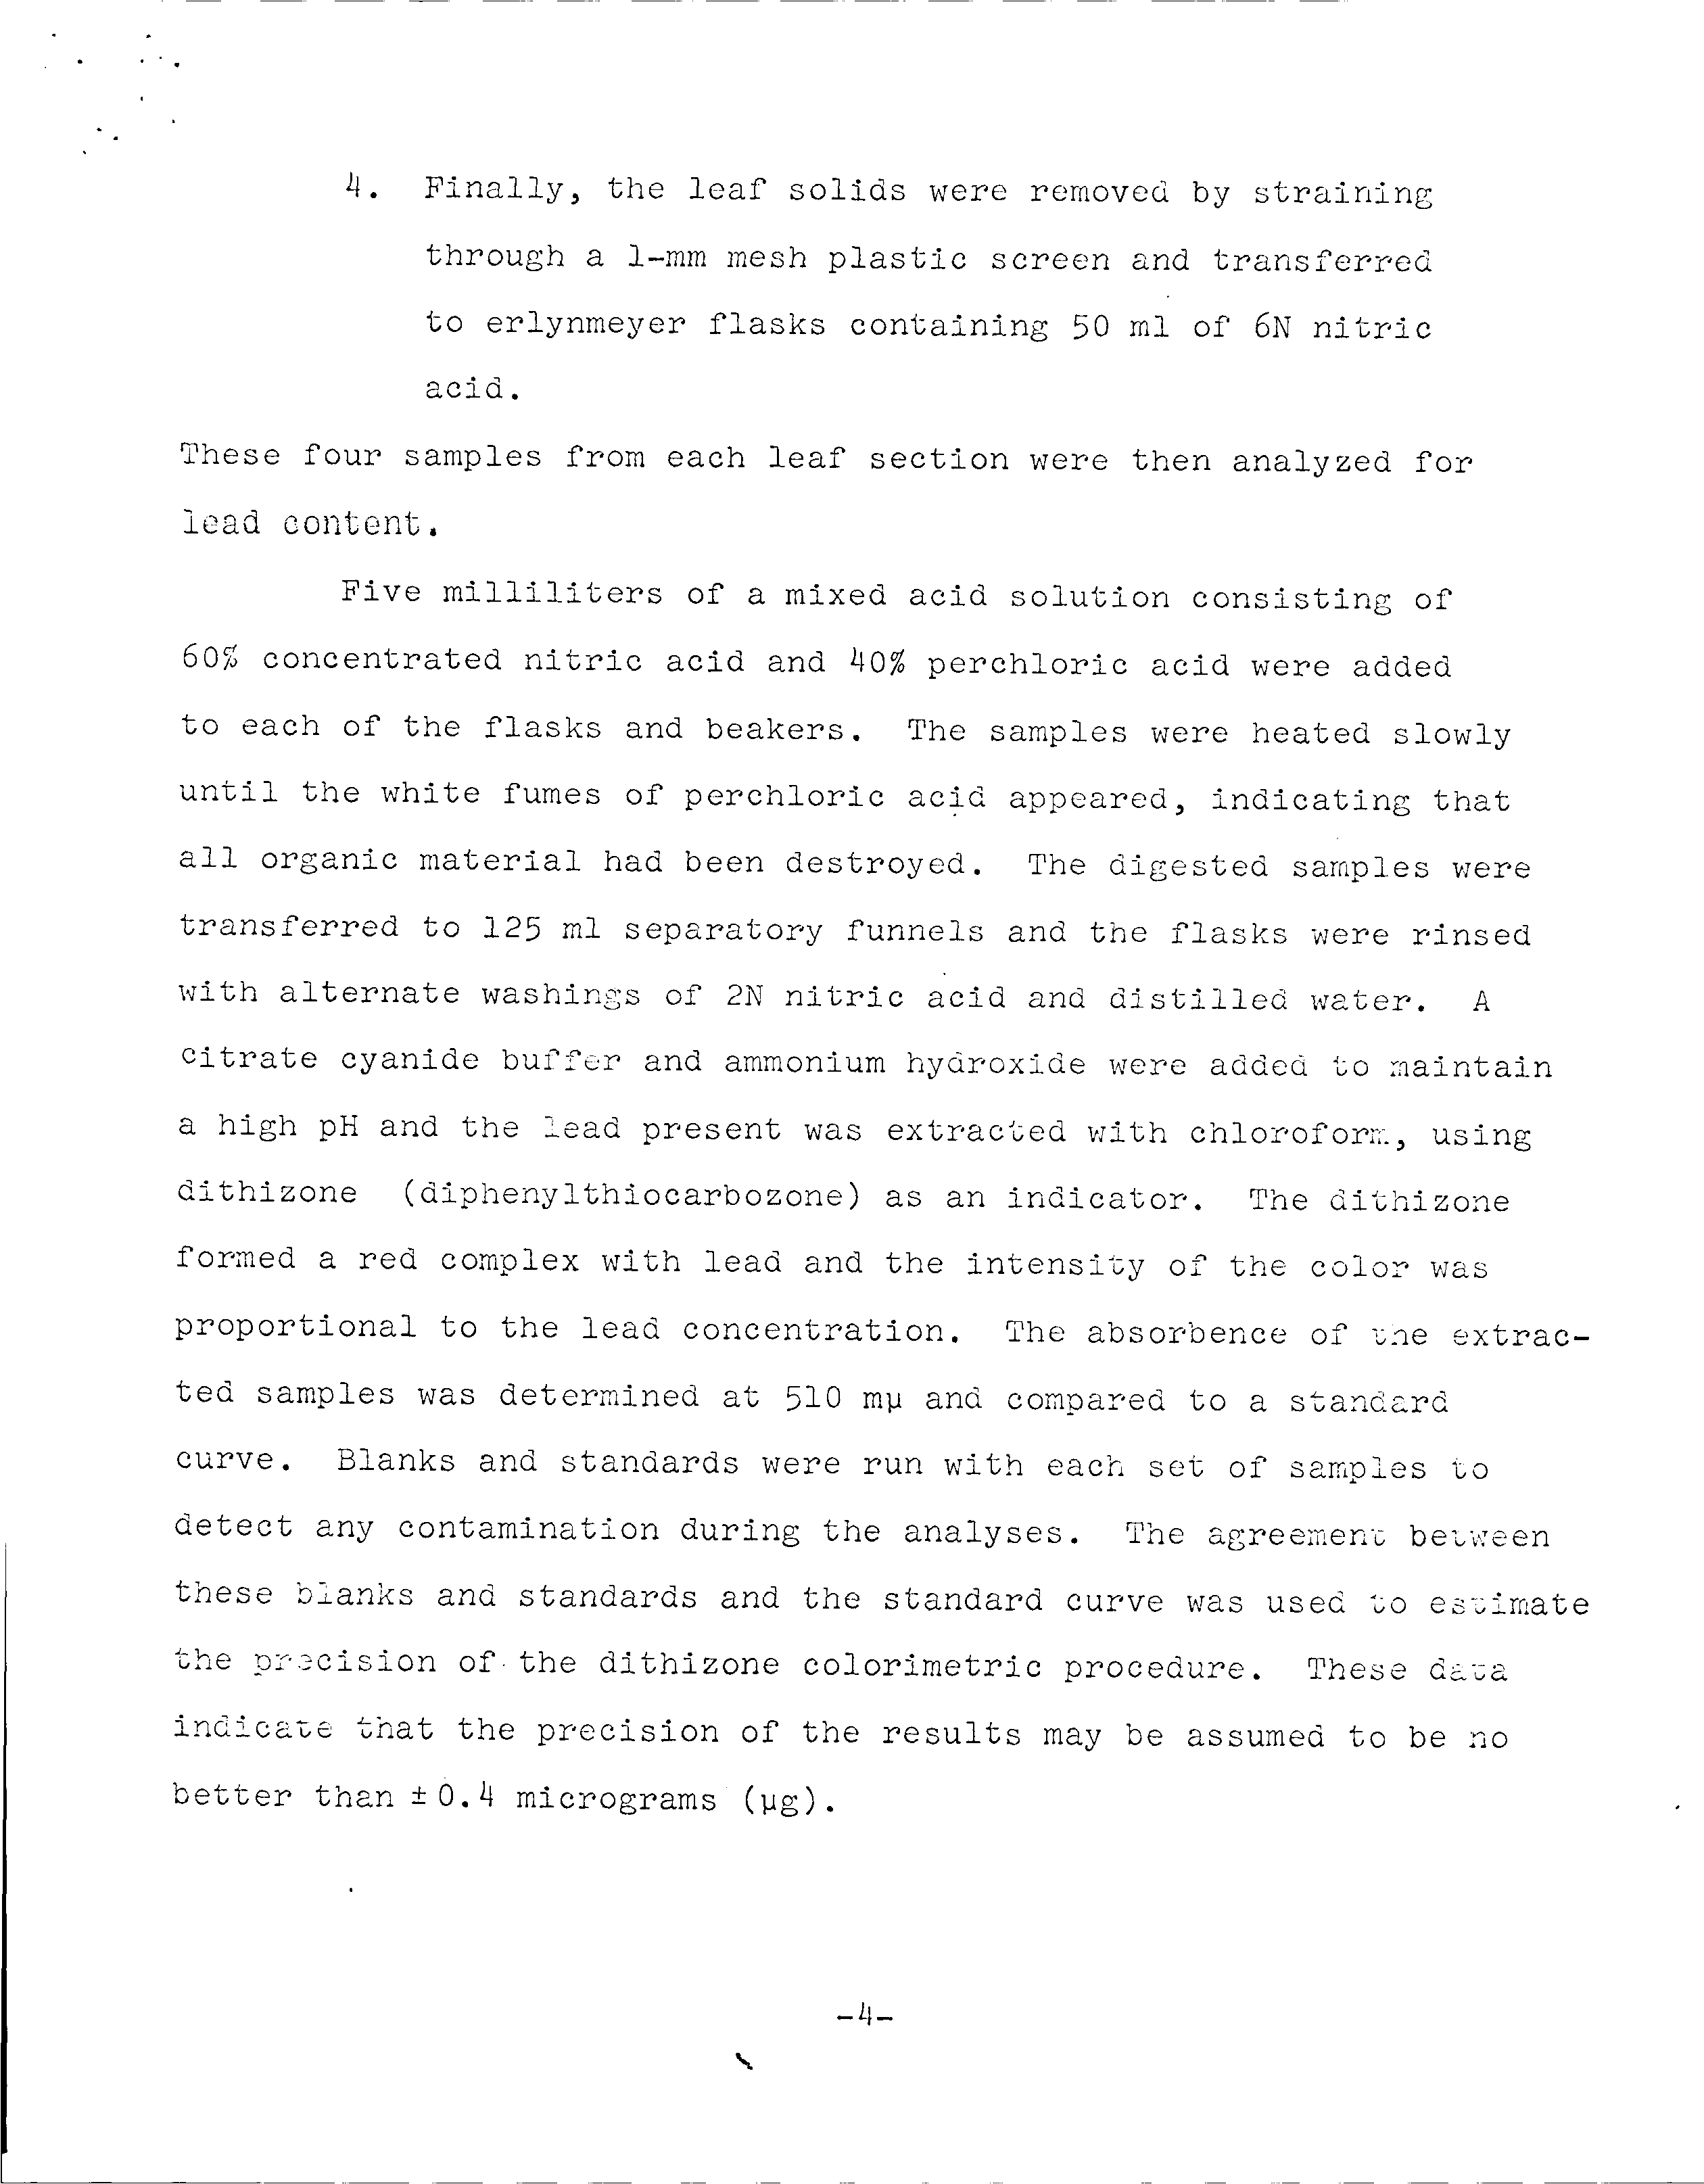 4. Finally, the leaf solids were removed by straining
through a 1-mm mesh plastic screen and transferred
to erlynmeyer flasks containing 50 ml of 6N nitric
acid.
These four samples from each leaf section were then analyzed for
lead content.
Five milliliters of a mixed acid solution consisting of
60% concentrated nitric acid and 40% perchloric acid were added
to each of the flasks and beakers. The samples were heated slowly
until the white fumes of perchloric acid appeared, indicating that
all organic material had been destroyed. The digested samples were
transferred to 125 ml separatory funnels and the flasks were rinsed
with alternate washings of 2N nitric acid and distilled water. A
citrate cyanide buffer and ammonium hydroxide were added to maintain
a high pH and the lead present was extracted with chloroform, using
dithizone (diphenylthiocarbozone) as an indicator. The dithizone
formed a red complex with lead and the intensity of the color was
proportional to the lead concentration. The absorbence of the extrac-
ted samples was determined at 510 mμ and compared to a standard
curve. Blanks and standards were run with each set of samples to
detect any contamination during the analyses. The agreement between
these blanks and standards and the standard curve was used to estimate
the precision of the dithizone colorimetric procedure. These data
indicate that the precision of the results may be assumed to be no
better than ±0.4 micrograms (μg).
-4-